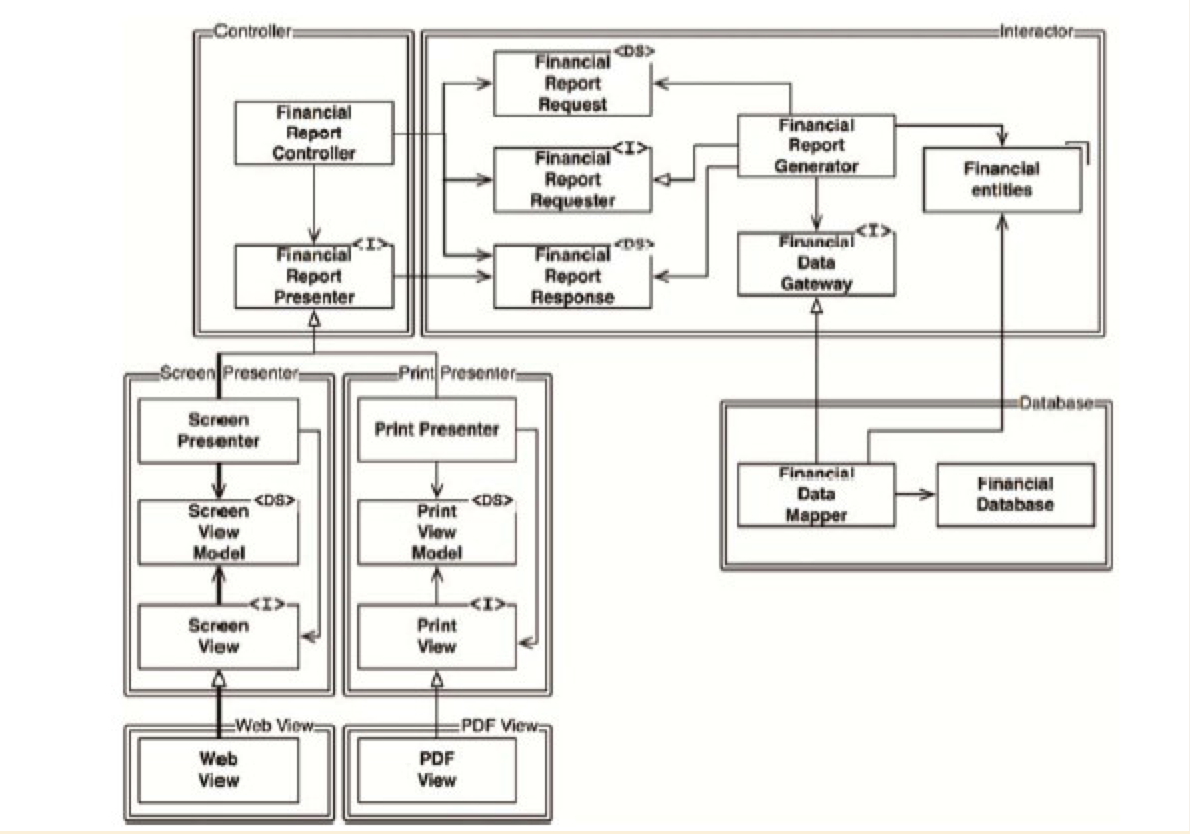 Controller
Interactor
Financial
Report
Controller
<I>
Financial
Report
Presenter
<DS>
Financial
Report
Request
<I>
Financial
Report
Requester
<DS>
Financial
Report
Response
Financial
Report
Generator
Financial
entities
<I>
Financial
Data
Gateway
Screen Presenter
Screen
Presenter
<DS>
Screen
View
Model
<I>
Screen
View
Print Presenter
Print Presenter
<DS>
Print
View
Model
<I>
Print
View
Database
Financial
Data
Mapper
Financial
Database
Web View
Web
View
PDF View
PDF
View